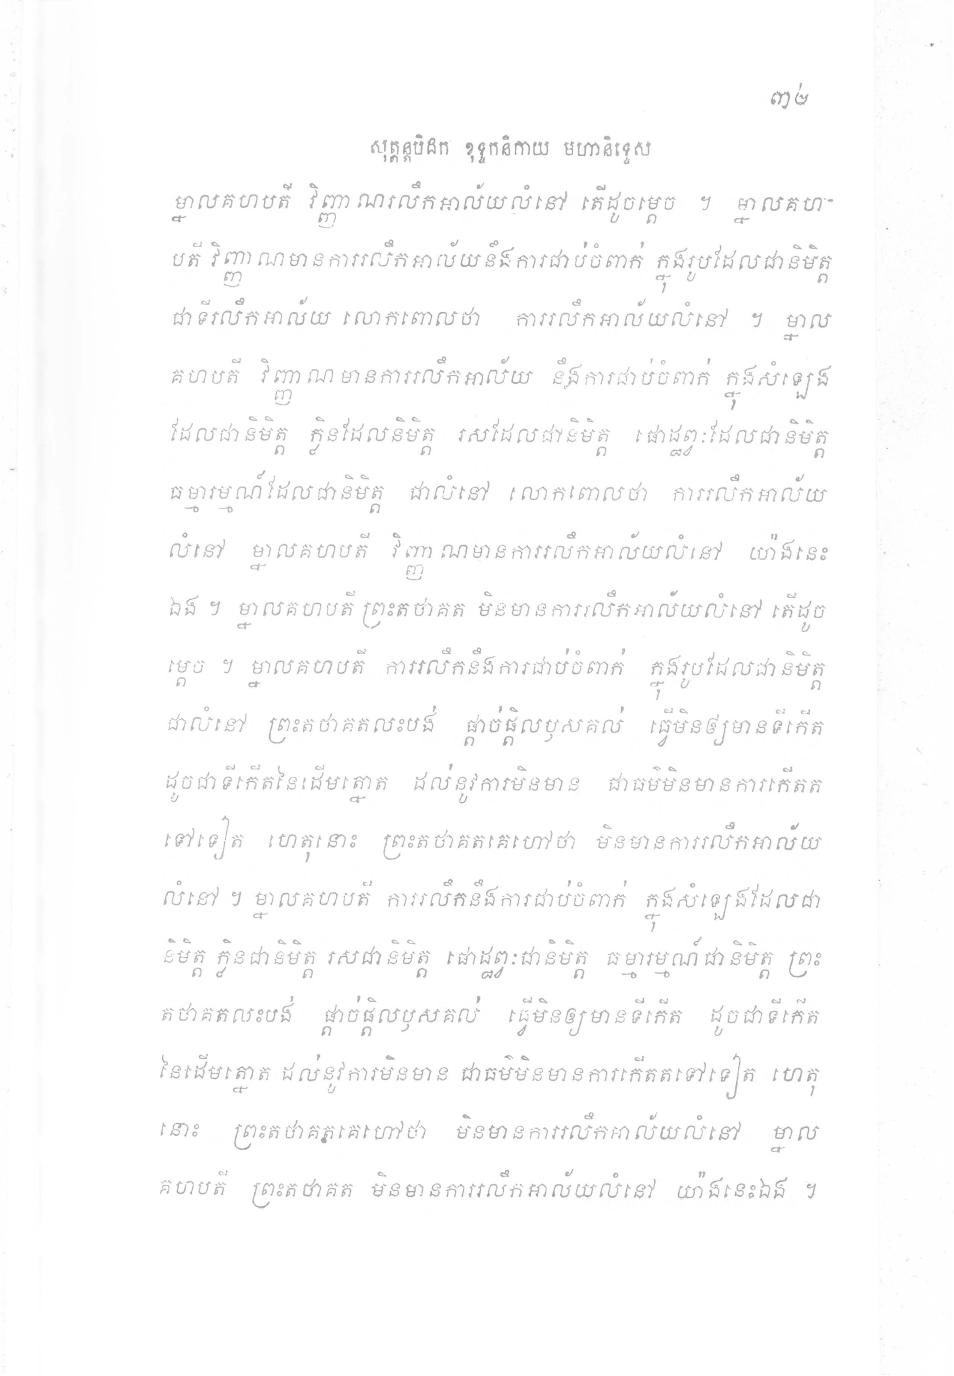 ៣២
សុត្តន្តបិដក ខុទ្ទកនិកាយ មហានិទ្ទេស
ម្នាលគហបតី វិញ្ញាណរលឹកអាល័យលំនៅ តើដូចម្តេច ។ ម្នាលគហ-
បតី វិញ្ញាណមានការរលឹកអាល័យនឹងការជាប់ចំពាក់ ក្នុងរូបដែលជានិមិត្ត
ជាទីរលឹកអាល័យ លោកពោលថា ការរលឹកអាល័យលំនៅ ។ ម្នាល
គហបតី វិញ្ញាណមានការរលឹកអាល័យ នឹងការជាប់ចំពាក់ ក្នុងសំឡេង
ដែលជានិមិត្ត ក្លិនដែលនិមិត្ត រសដែលជានិមិត្ត ផោដ្ឋព្វៈដែលជានិមិត្ត
ធម្មារម្មណ៍ដែលជានិមិត្ត ជាលំនៅ លោកពោលថា ការរលឹកអាល័យ
លំនៅ ម្នាលគហបតី វិញ្ញាណមានការរលឹកអាល័យលំនៅ យ៉ាងនេះ
ឯង ។ ម្នាលគហបតី ព្រះតថាគត មិនមានការរលឹកអាល័យលំនៅ តើដូច
ម្តេច ។ ម្នាលគហបតី ការរលឹកនឹងការជាប់ចំពាក់ ក្នុងរូបដែលជានិមិត្ត
ជាលំនៅ ព្រះតថាគតលះបង់ ផ្តាច់ផ្តិលឫសគល់ ធ្វើមិនឲ្យមានទីកើត
ដូចជាទីកើតនៃដើមត្នោត ដល់នូវការមិនមាន ជាធម៌មិនមានការកើតត
ទៅទៀត ហេតុនោះ ព្រះតថាគតគេហៅថា មិនមានការរលឹកអាល័យ
លំនៅ ។ ម្នាលគហបតី ការរលឹកនឹងការជាប់ចំពាក់ ក្នុងសំឡេងដែលជា
និមិត្ត ក្លិនជានិមិត្ត រសជានិមិត្ត ផោដ្ឋព្វៈជានិមិត្ត ធម្មារម្មណ៍ជានិមិត្ត ព្រះ
តថាគតលះបង់ ផ្តាច់ផ្តិលឫសគល់ ធ្វើមិនឲ្យមានទីកើត ដូចជាទីកើត
នៃដើមត្នោត ដល់នូវការមិនមាន ជាធម៌មិនមានការកើតតទៅទៀត ហេតុ
នោះ ព្រះតថាគតគេហៅថា មិនមានការរលឹកអាល័យលំនៅ ម្នាល
គហបតី ព្រះតថាគត មិនមានការរលឹកអាល័យលំនៅ យ៉ាងនេះឯង ។